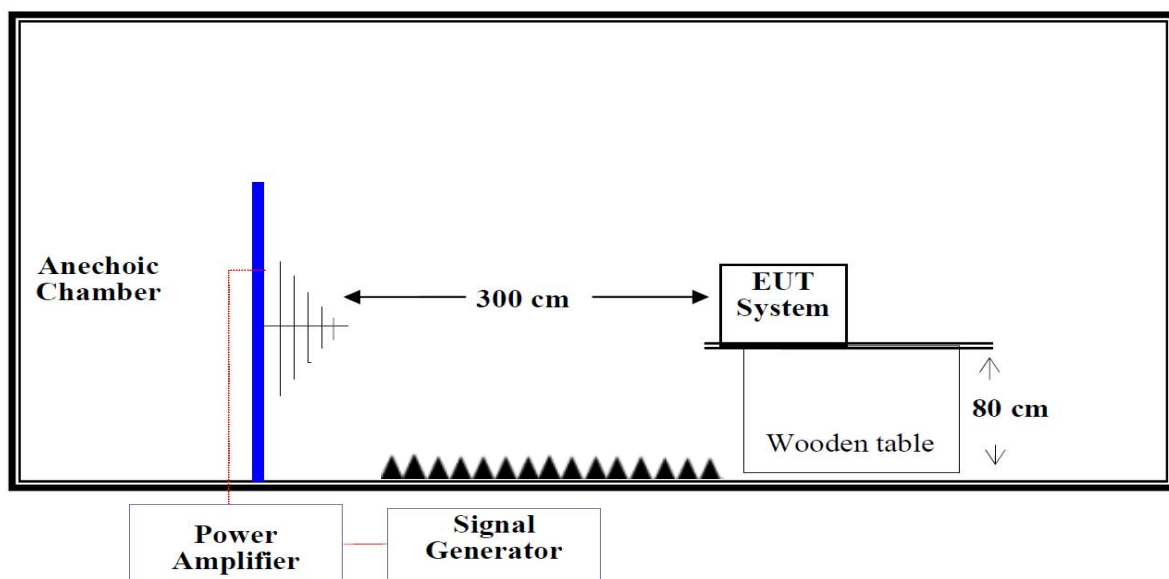 Anechoic
Chamber
300 cm
EUT
System
80 cm
Wooden table
Power
Amplifier
Signal
Generator